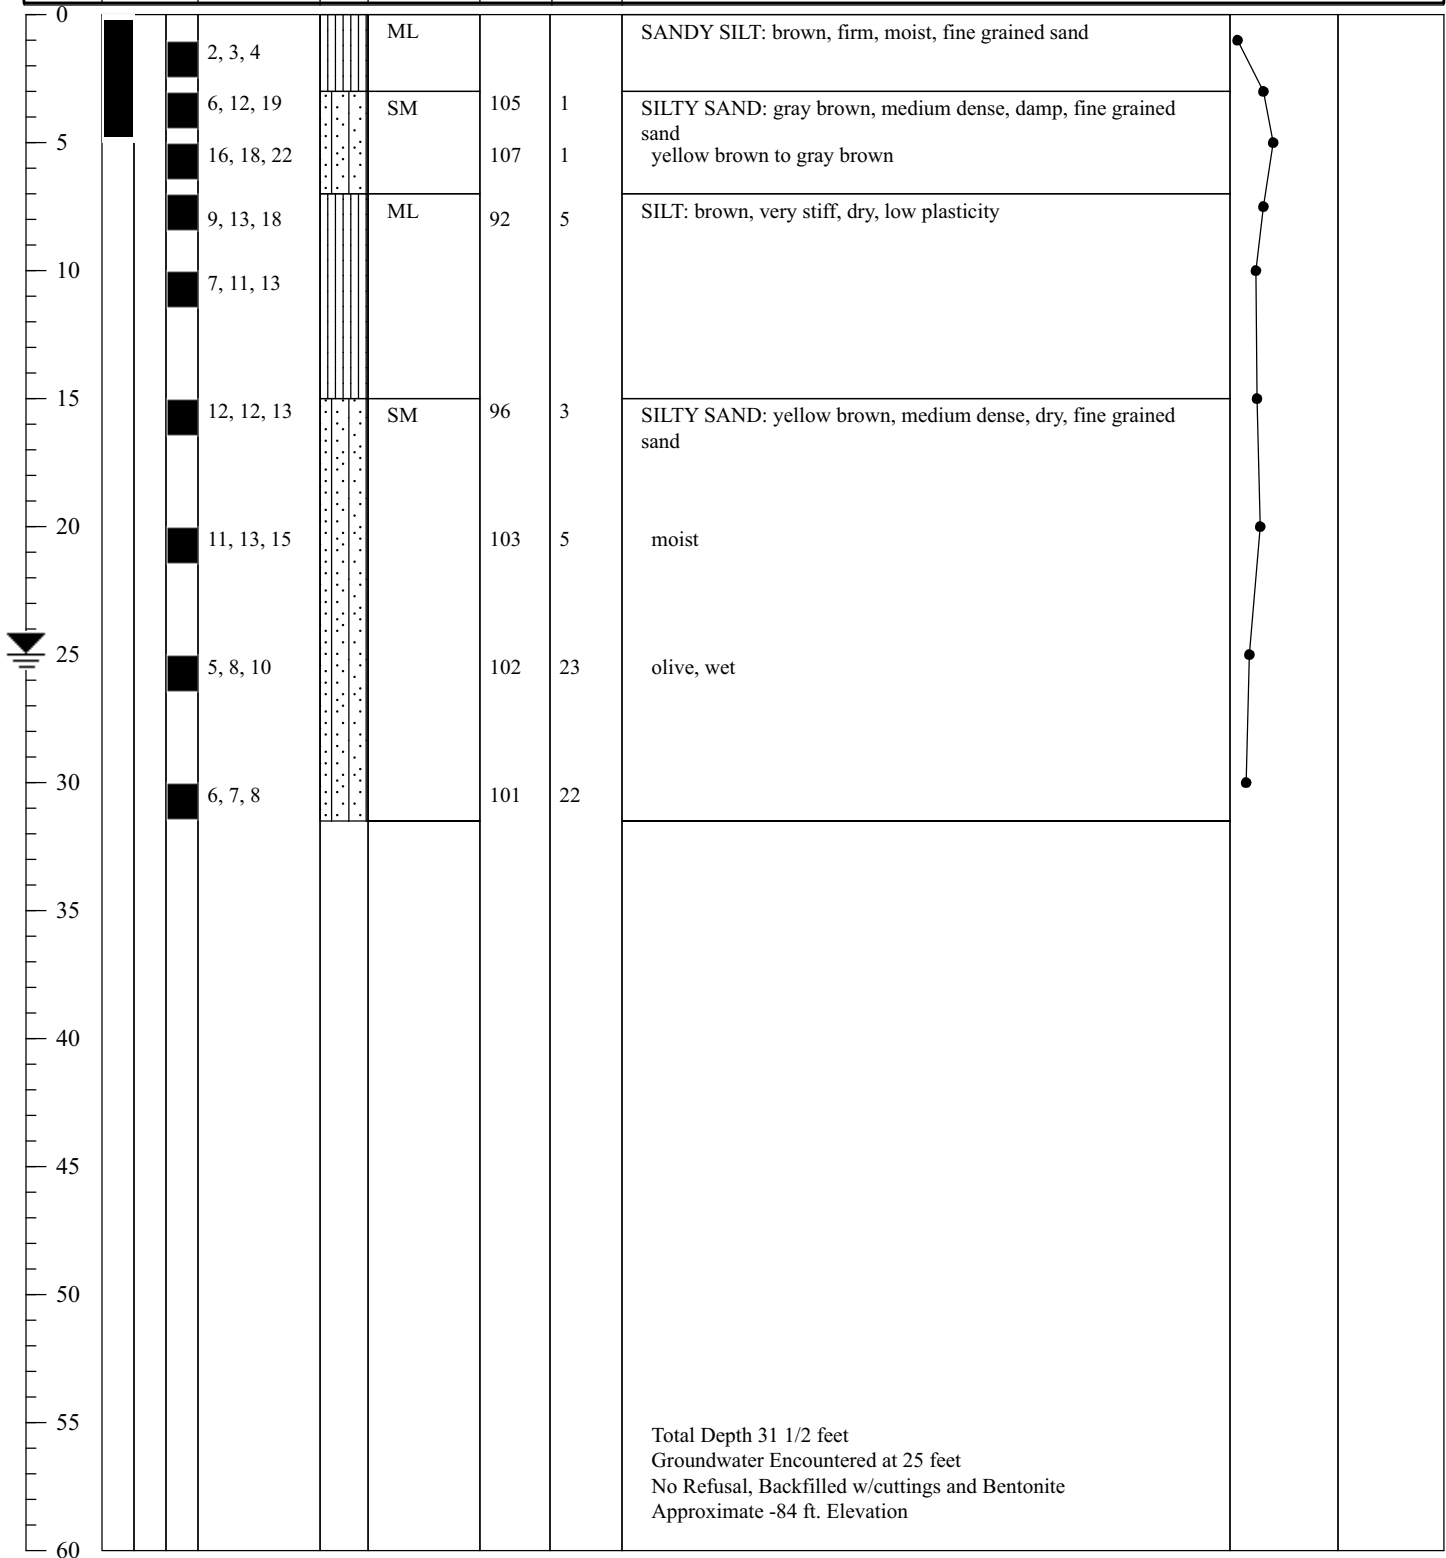 0
ML
SANDY SILT: brown, firm, moist, fine grained sand
2, 3, 4
6, 12, 19
SM
105
1
SILTY SAND: gray brown, medium dense, damp, fine grained
sand
5
16, 18, 22
107
1
yellow brown to gray brown
9, 13, 18
ML
92
5
SILT: brown, very stiff, dry, low plasticity
10
7, 11, 13
15
12, 12, 13
SM
96
3
SILTY SAND: yellow brown, medium dense, dry, fine grained
sand
20
11, 13, 15
103
5
moist
25
5, 8, 10
102
23
olive, wet
30
6, 7, 8
101
22
35
40
45
50
55
Total Depth 31 1/2 feet
Groundwater Encountered at 25 feet
No Refusal, Backfilled w/cuttings and Bentonite
Approximate -84 ft. Elevation
60